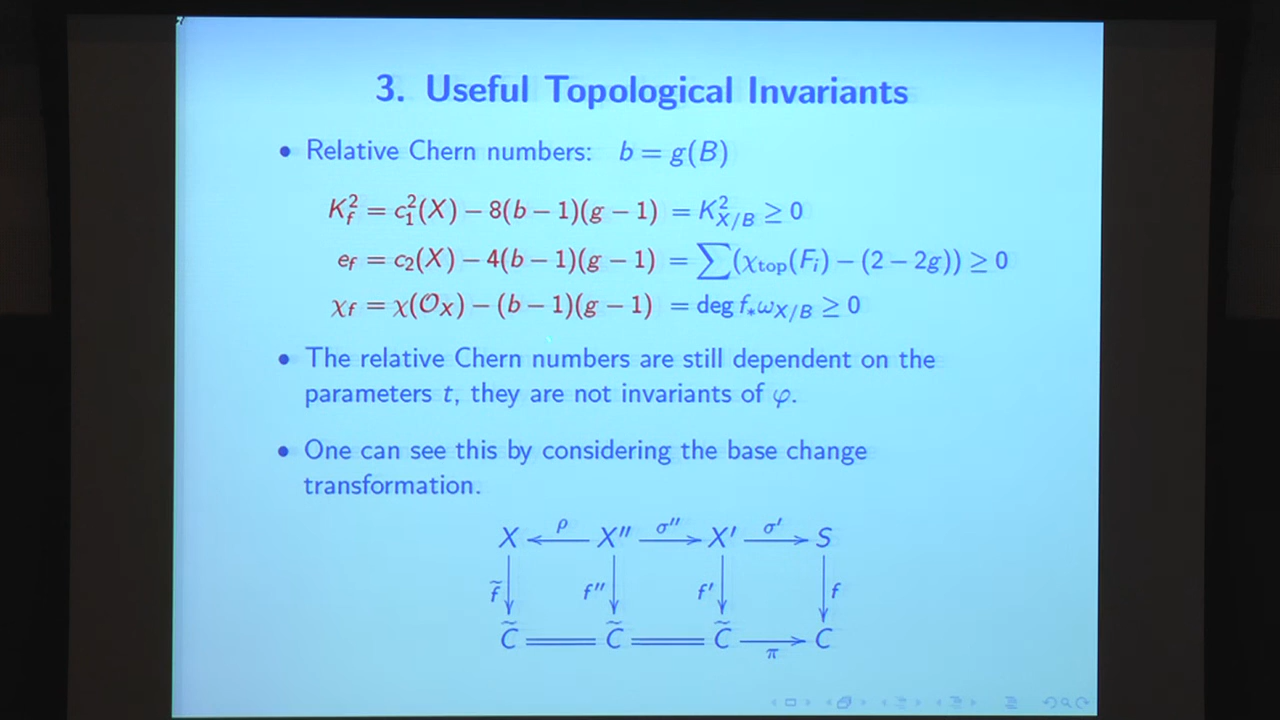 3. Useful Topological Invariants
• Relative Chern numbers: b = g(B)
K_f^2 = c_1^2(X) − 8(b − 1)(g − 1) = K_{X/B}^2 ≥ 0
e_f = c_2(X) − 4(b − 1)(g − 1) = ∑(χ_top(F_i) − (2 − 2g)) ≥ 0
χ_f = χ(𝒪_X) − (b − 1)(g − 1) = deg f_*ω_{X/B} ≥ 0
• The relative Chern numbers are still dependent on the
parameters t, they are not invariants of φ.
• One can see this by considering the base change
transformation.
X ←ρ X″ σ″→ X′ σ′→ S
f̃ f″ f′ f
C̃ C̃ C̃ π→ C